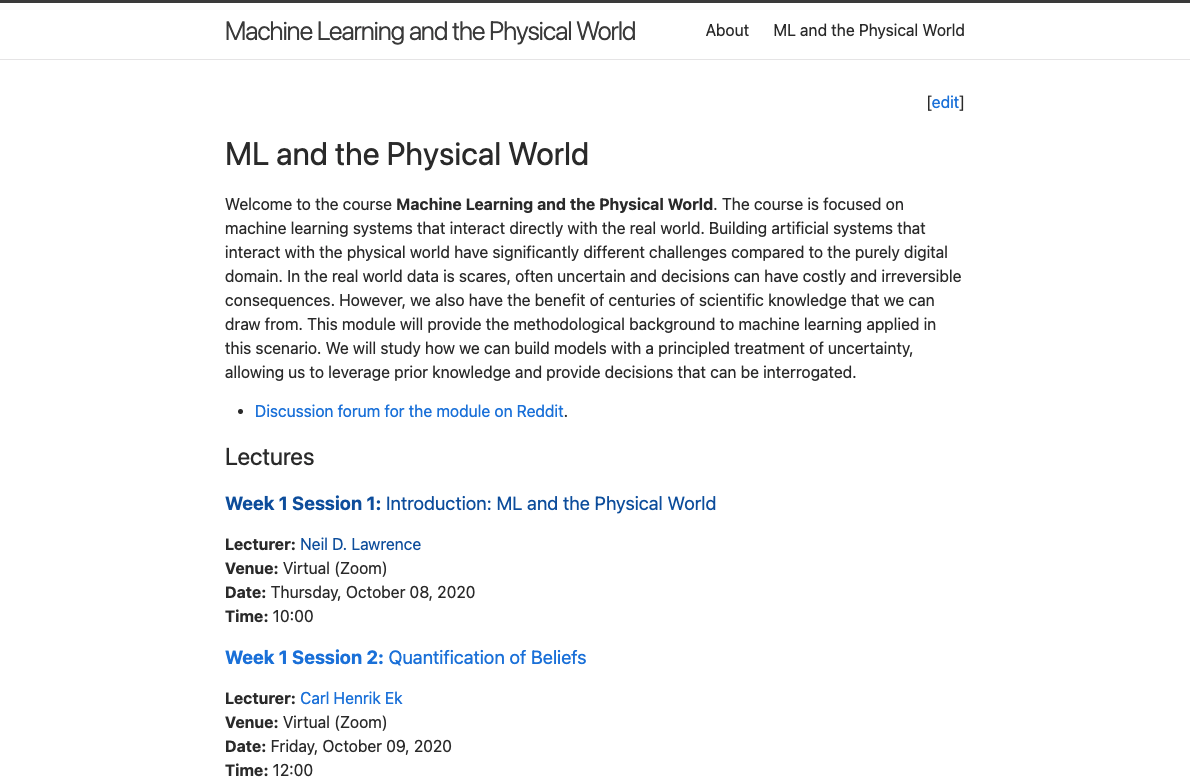 Machine Learning and the Physical World
About
ML and the Physical World
[edit]
ML and the Physical World
Welcome to the course Machine Learning and the Physical World. The course is focused on
machine learning systems that interact directly with the real world. Building artificial systems that
interact with the physical world have significantly different challenges compared to the purely digital
domain. In the real world data is scares, often uncertain and decisions can have costly and irreversible
consequences. However, we also have the benefit of centuries of scientific knowledge that we can
draw from. This module will provide the methodological background to machine learning applied in
this scenario. We will study how we can build models with a principled treatment of uncertainty,
allowing us to leverage prior knowledge and provide decisions that can be interrogated.
• Discussion forum for the module on Reddit.
Lectures
Week 1 Session 1: Introduction: ML and the Physical World
Lecturer: Neil D. Lawrence
Venue: Virtual (Zoom)
Date: Thursday, October 08, 2020
Time: 10:00
Week 1 Session 2: Quantification of Beliefs
Lecturer: Carl Henrik Ek
Venue: Virtual (Zoom)
Date: Friday, October 09, 2020
Time: 12:00